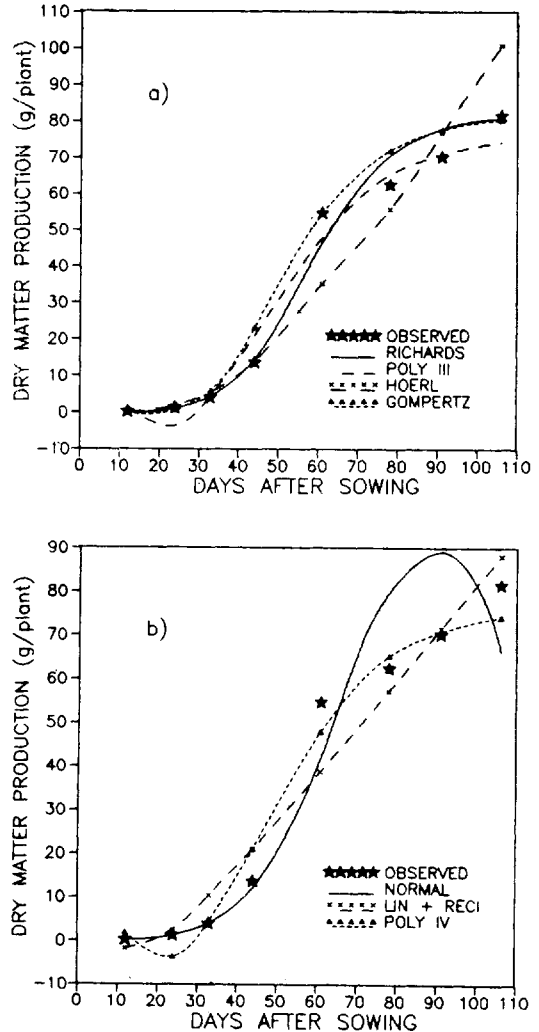 110
100
90
80
70
60
50
40
30
20
10
0
-10
DRY MATTER PRODUCTION (g/plant)
a)
OBSERVED
RICHARDS
POLY III
HOERL
GOMPERTZ
0 10 20 30 40 50 60 70 80 90 100 110
DAYS AFTER SOWING
90
80
70
60
50
40
30
20
10
0
-10
DRY MATTER PRODUCTION (g/plant)
b)
OBSERVED
NORMAL
LIN + RECI
POLY IV
0 10 20 30 40 50 60 70 80 90 100 110
DAYS AFTER SOWING